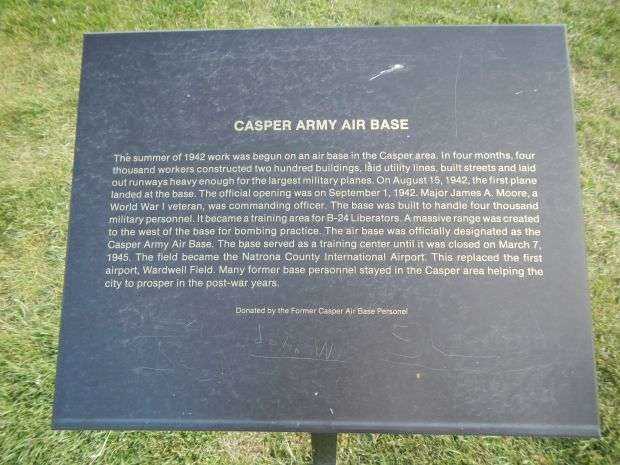 CASPER ARMY AIR BASE
The summer of 1942 work was begun on an air base in the Casper area. In four months, four
thousand workers constructed two hundred buildings, laid utility lines, built streets and laid
out runways heavy enough for the largest military planes. On August 15, 1942, the first plane
landed at the base. The official opening was on September 1, 1942. Major James A. Moore, a
World War I veteran, was commanding officer. The base was built to handle four thousand
military personnel. It became a training area for B-24 Liberators. A massive range was created
to the west of the base for bombing practice. The air base was officially designated as the
Casper Army Air Base. The base served as a training center until it was closed on March 7,
1945. The field became the Natrona County International Airport. This replaced the first
airport, Wardwell Field. Many former base personnel stayed in the Casper area helping the
city to prosper in the post-war years.
Donated by the Former Casper Air Base Personel